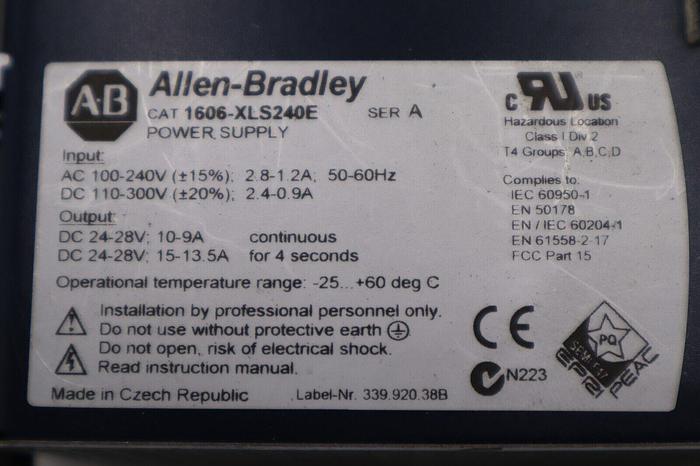 A·B Allen-Bradley
CAT 1606-XLS240E SER A
POWER SUPPLY
Input:
AC 100-240V (±15%); 2.8-1.2A; 50-60Hz
DC 110-300V (±20%); 2.4-0.9A
Output:
DC 24-28V; 10-9A continuous
DC 24-28V; 15-13.5A for 4 seconds
Operational temperature range: -25...+60 deg C
Installation by professional personnel only.
Do not use without protective earth
Do not open, risk of electrical shock.
Read instruction manual.
Made in Czech Republic
Label-Nr. 339.920.38B
C UR US
Hazardous Location
Class I Div.2
T4 Groups: A,B,C,D
Complies to:
IEC 60950-1
EN 50178
EN / IEC 60204-1
EN 61558-2-17
FCC Part 15
CE
N223
PQ
SEMI F47
EPRI PEAC